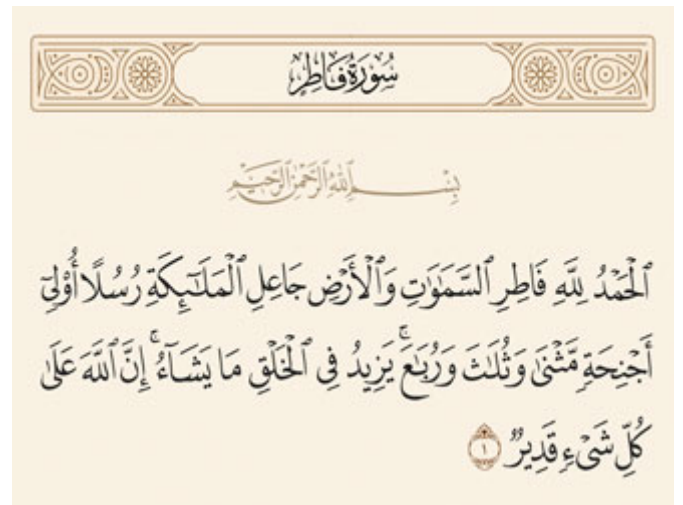 سُورَةُ فَاطِرٍ
بِسْمِ ٱللَّهِ ٱلرَّحْمَٰنِ ٱلرَّحِيمِ
ٱلْحَمْدُ لِلَّهِ فَاطِرِ ٱلسَّمَٰوَٰتِ وَٱلْأَرْضِ جَاعِلِ ٱلْمَلَٰٓئِكَةِ رُسُلًا أُو۟لِىٓ
أَجْنِحَةٍ مَّثْنَىٰ وَثُلَٰثَ وَرُبَٰعَ ۚ يَزِيدُ فِى ٱلْخَلْقِ مَا يَشَآءُ ۚ إِنَّ ٱللَّهَ عَلَىٰ
كُلِّ شَىْءٍ قَدِيرٌ ١